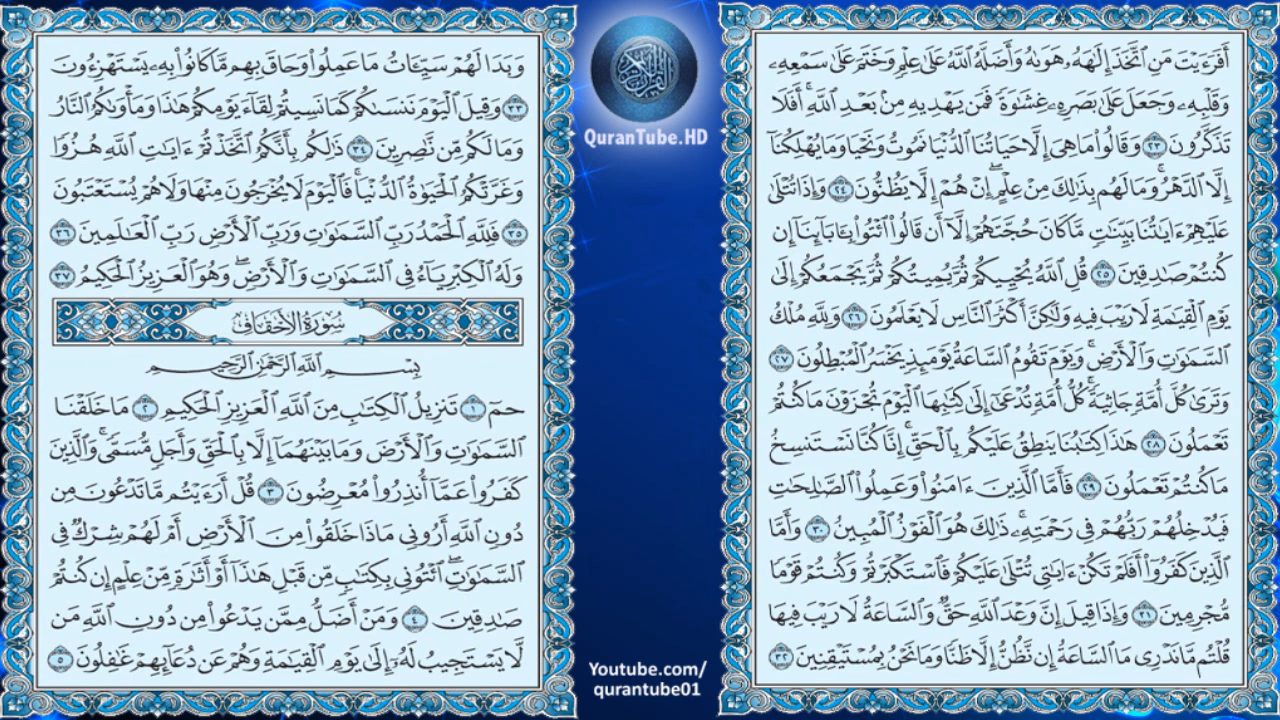 أَفَرَءَيْتَ مَنِ ٱتَّخَذَ إِلَٰهَهُۥ هَوَىٰهُ وَأَضَلَّهُ ٱللَّهُ عَلَىٰ عِلْمٍ وَخَتَمَ عَلَىٰ سَمْعِهِۦ
وَقَلْبِهِۦ وَجَعَلَ عَلَىٰ بَصَرِهِۦ غِشَٰوَةً فَمَن يَهْدِيهِ مِنۢ بَعْدِ ٱللَّهِ ۚ أَفَلَا
تَذَكَّرُونَ ٢٣ وَقَالُوا۟ مَا هِىَ إِلَّا حَيَاتُنَا ٱلدُّنْيَا نَمُوتُ وَنَحْيَا وَمَا يُهْلِكُنَآ
إِلَّا ٱلدَّهْرُ ۚ وَمَا لَهُم بِذَٰلِكَ مِنْ عِلْمٍ ۖ إِنْ هُمْ إِلَّا يَظُنُّونَ ٢٤ وَإِذَا تُتْلَىٰ
عَلَيْهِمْ ءَايَٰتُنَا بَيِّنَٰتٍ مَّا كَانَ حُجَّتَهُمْ إِلَّآ أَن قَالُوا۟ ٱئْتُوا۟ بِـَٔابَآئِنَآ إِن
كُنتُمْ صَٰدِقِينَ ٢٥ قُلِ ٱللَّهُ يُحْيِيكُمْ ثُمَّ يُمِيتُكُمْ ثُمَّ يَجْمَعُكُمْ إِلَىٰ
يَوْمِ ٱلْقِيَٰمَةِ لَا رَيْبَ فِيهِ وَلَٰكِنَّ أَكْثَرَ ٱلنَّاسِ لَا يَعْلَمُونَ ٢٦ وَلِلَّهِ مُلْكُ
ٱلسَّمَٰوَٰتِ وَٱلْأَرْضِ ۚ وَيَوْمَ تَقُومُ ٱلسَّاعَةُ يَوْمَئِذٍ يَخْسَرُ ٱلْمُبْطِلُونَ ٢٧
وَتَرَىٰ كُلَّ أُمَّةٍ جَاثِيَةً ۚ كُلُّ أُمَّةٍ تُدْعَىٰٓ إِلَىٰ كِتَٰبِهَا ٱلْيَوْمَ تُجْزَوْنَ مَا كُنتُمْ
تَعْمَلُونَ ٢٨ هَٰذَا كِتَٰبُنَا يَنطِقُ عَلَيْكُم بِٱلْحَقِّ ۚ إِنَّا كُنَّا نَسْتَنسِخُ
مَا كُنتُمْ تَعْمَلُونَ ٢٩ فَأَمَّا ٱلَّذِينَ ءَامَنُوا۟ وَعَمِلُوا۟ ٱلصَّٰلِحَٰتِ
فَيُدْخِلُهُمْ رَبُّهُمْ فِى رَحْمَتِهِۦ ۚ ذَٰلِكَ هُوَ ٱلْفَوْزُ ٱلْمُبِينُ ٣٠ وَأَمَّا
ٱلَّذِينَ كَفَرُوٓا۟ أَفَلَمْ تَكُنْ ءَايَٰتِى تُتْلَىٰ عَلَيْكُمْ فَٱسْتَكْبَرْتُمْ وَكُنتُمْ قَوْمًا
مُّجْرِمِينَ ٣١ وَإِذَا قِيلَ إِنَّ وَعْدَ ٱللَّهِ حَقٌّ وَٱلسَّاعَةُ لَا رَيْبَ فِيهَا
قُلْتُم مَّا نَدْرِى مَا ٱلسَّاعَةُ إِن نَّظُنُّ إِلَّا ظَنًّا وَمَا نَحْنُ بِمُسْتَيْقِنِينَ ٣٢
QuranTube.HD
Youtube.com/
qurantube01
وَبَدَا لَهُمْ سَيِّـَٔاتُ مَا عَمِلُوا۟ وَحَاقَ بِهِم مَّا كَانُوا۟ بِهِۦ يَسْتَهْزِءُونَ
٣٣ وَقِيلَ ٱلْيَوْمَ نَنسَىٰكُمْ كَمَا نَسِيتُمْ لِقَآءَ يَوْمِكُمْ هَٰذَا وَمَأْوَىٰكُمُ ٱلنَّارُ
وَمَا لَكُم مِّن نَّٰصِرِينَ ٣٤ ذَٰلِكُم بِأَنَّكُمُ ٱتَّخَذْتُمْ ءَايَٰتِ ٱللَّهِ هُزُوًا
وَغَرَّتْكُمُ ٱلْحَيَوٰةُ ٱلدُّنْيَا ۚ فَٱلْيَوْمَ لَا يُخْرَجُونَ مِنْهَا وَلَا هُمْ يُسْتَعْتَبُونَ
٣٥ فَلِلَّهِ ٱلْحَمْدُ رَبِّ ٱلسَّمَٰوَٰتِ وَرَبِّ ٱلْأَرْضِ رَبِّ ٱلْعَٰلَمِينَ ٣٦
وَلَهُ ٱلْكِبْرِيَآءُ فِى ٱلسَّمَٰوَٰتِ وَٱلْأَرْضِ ۖ وَهُوَ ٱلْعَزِيزُ ٱلْحَكِيمُ ٣٧
سُورَةُ الأَحْقَافِ
بِسْمِ ٱللَّهِ ٱلرَّحْمَٰنِ ٱلرَّحِيمِ
حمٓ ١ تَنزِيلُ ٱلْكِتَٰبِ مِنَ ٱللَّهِ ٱلْعَزِيزِ ٱلْحَكِيمِ ٢ مَا خَلَقْنَا
ٱلسَّمَٰوَٰتِ وَٱلْأَرْضَ وَمَا بَيْنَهُمَآ إِلَّا بِٱلْحَقِّ وَأَجَلٍ مُّسَمًّى ۚ وَٱلَّذِينَ
كَفَرُوا۟ عَمَّآ أُنذِرُوا۟ مُعْرِضُونَ ٣ قُلْ أَرَءَيْتُم مَّا تَدْعُونَ مِن
دُونِ ٱللَّهِ أَرُونِى مَاذَا خَلَقُوا۟ مِنَ ٱلْأَرْضِ أَمْ لَهُمْ شِرْكٌ فِى
ٱلسَّمَٰوَٰتِ ۖ ٱئْتُونِى بِكِتَٰبٍ مِّن قَبْلِ هَٰذَآ أَوْ أَثَٰرَةٍ مِّنْ عِلْمٍ إِن كُنتُمْ
صَٰدِقِينَ ٤ وَمَنْ أَضَلُّ مِمَّن يَدْعُوا۟ مِن دُونِ ٱللَّهِ مَن
لَّا يَسْتَجِيبُ لَهُۥٓ إِلَىٰ يَوْمِ ٱلْقِيَٰمَةِ وَهُمْ عَن دُعَآئِهِمْ غَٰفِلُونَ ٥